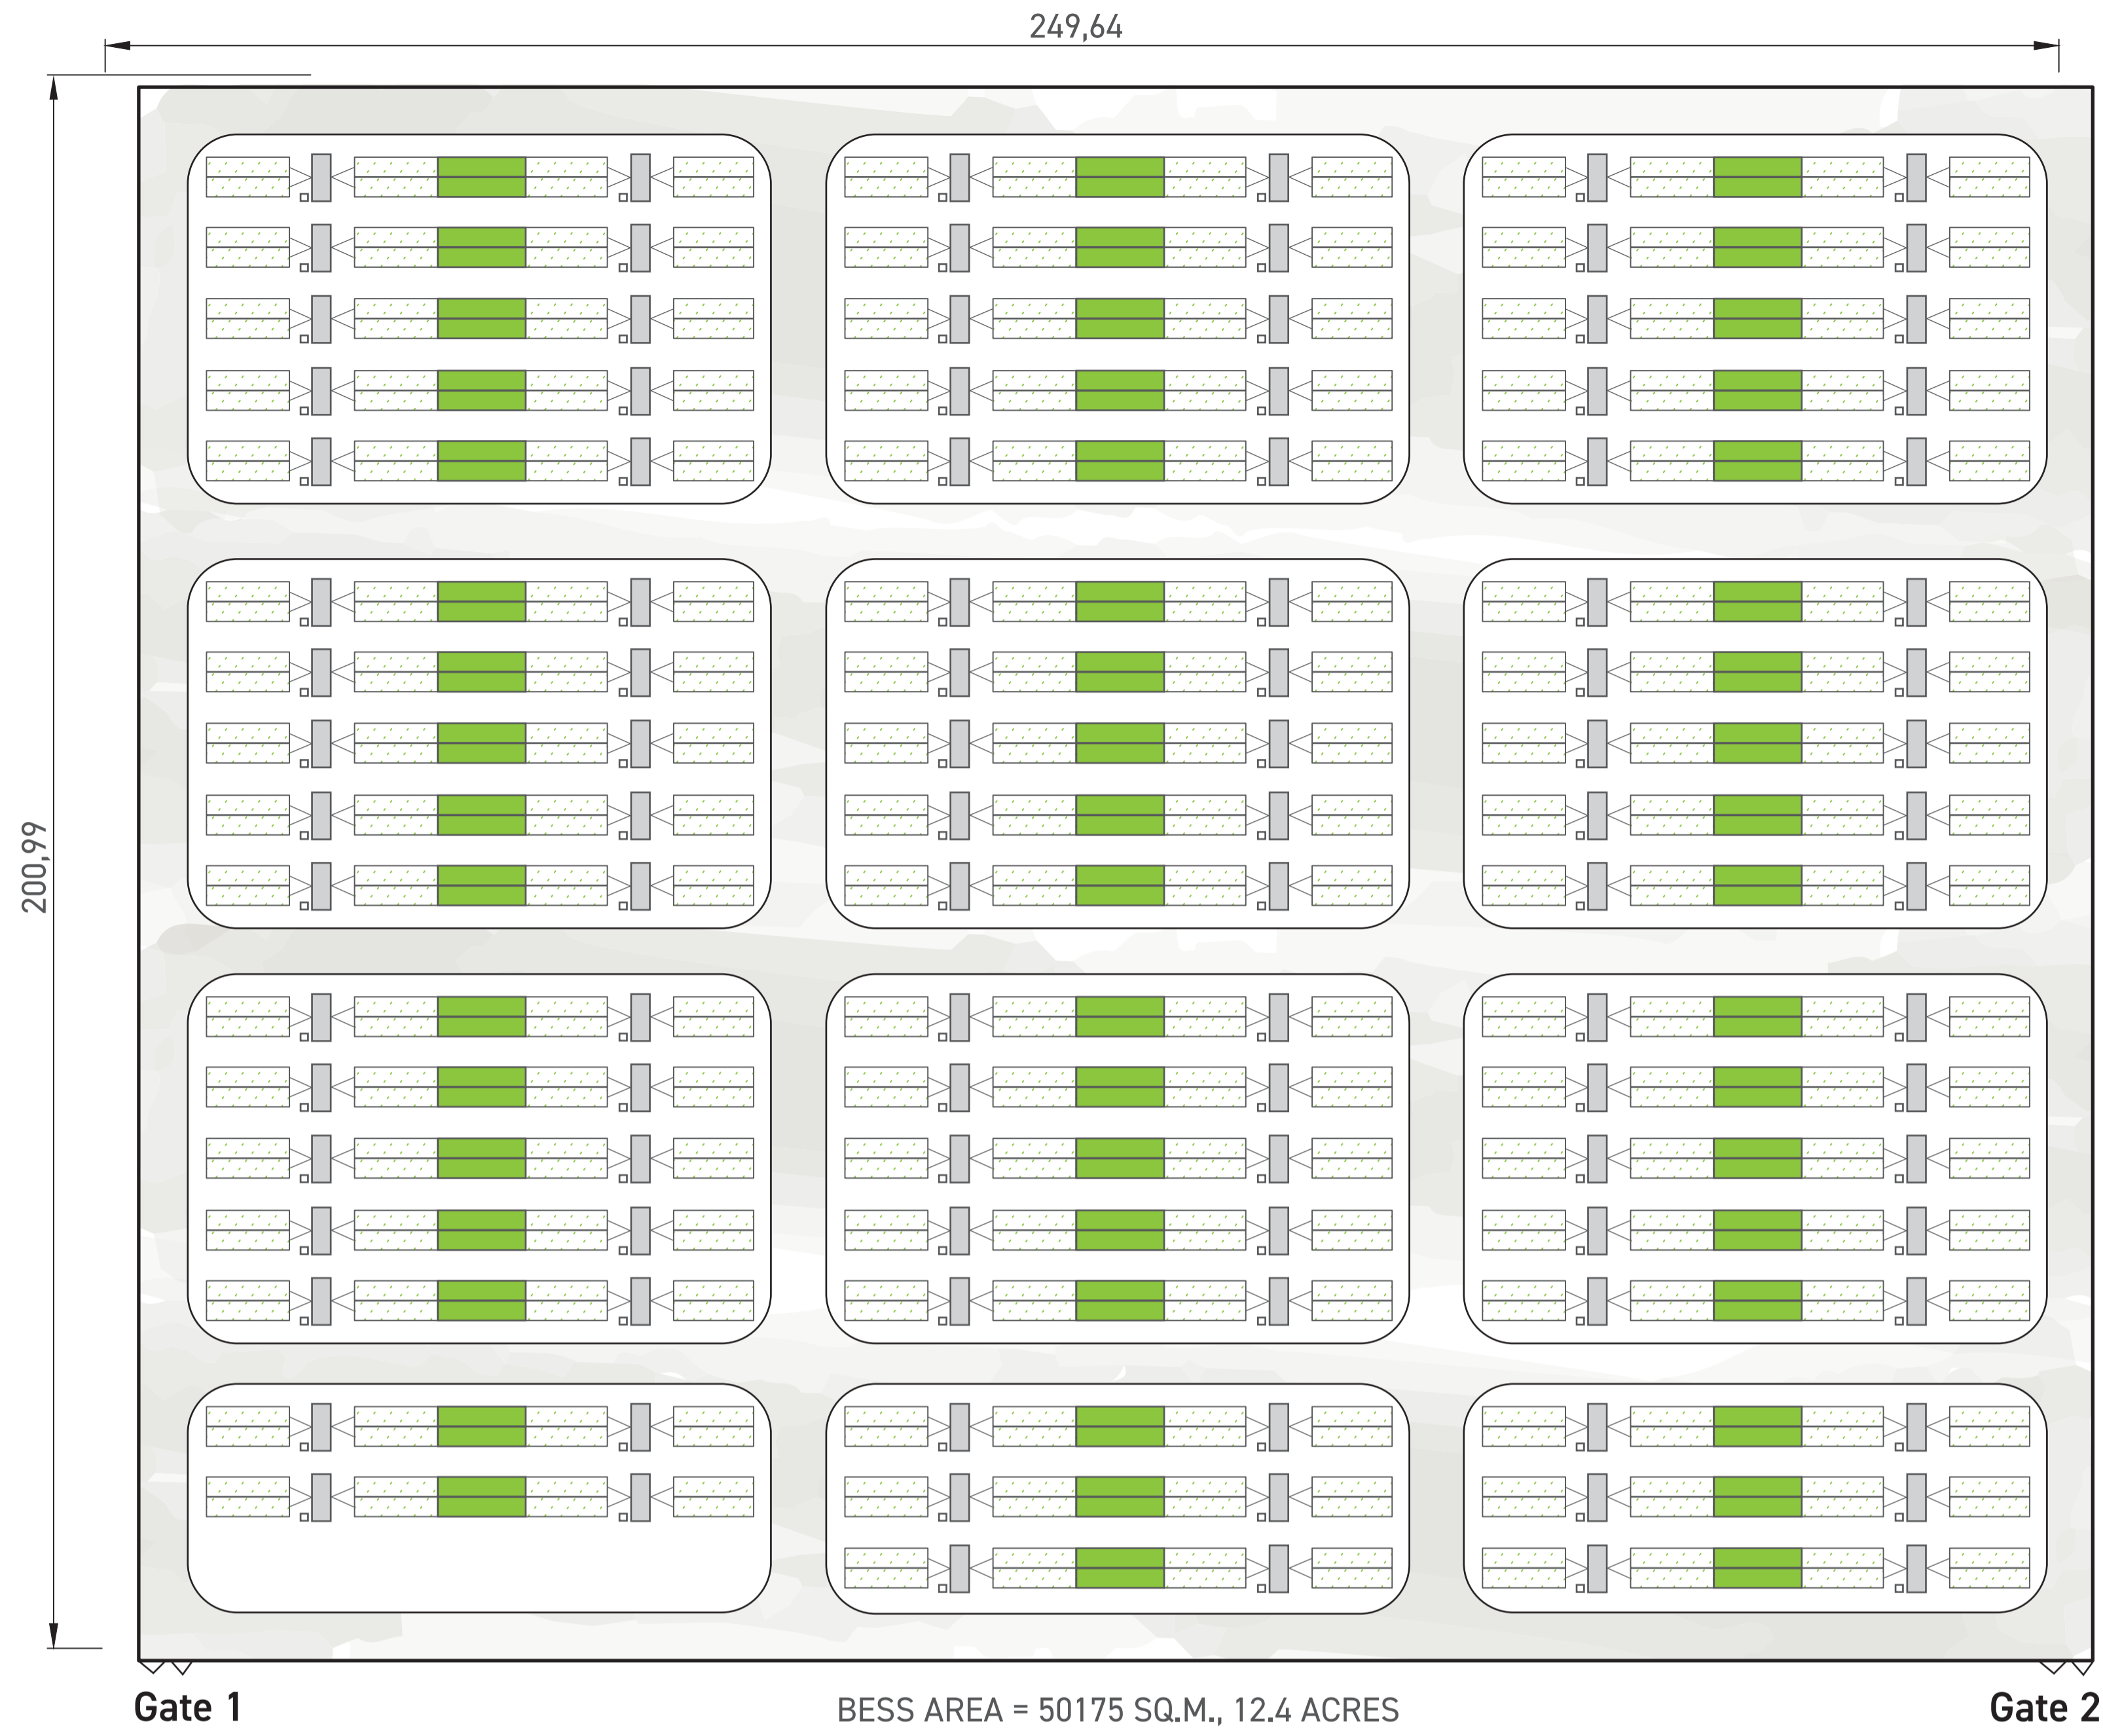 249,64
200,99
Gate 1
BESS AREA = 50175 SQ.M., 12.4 ACRES
Gate 2